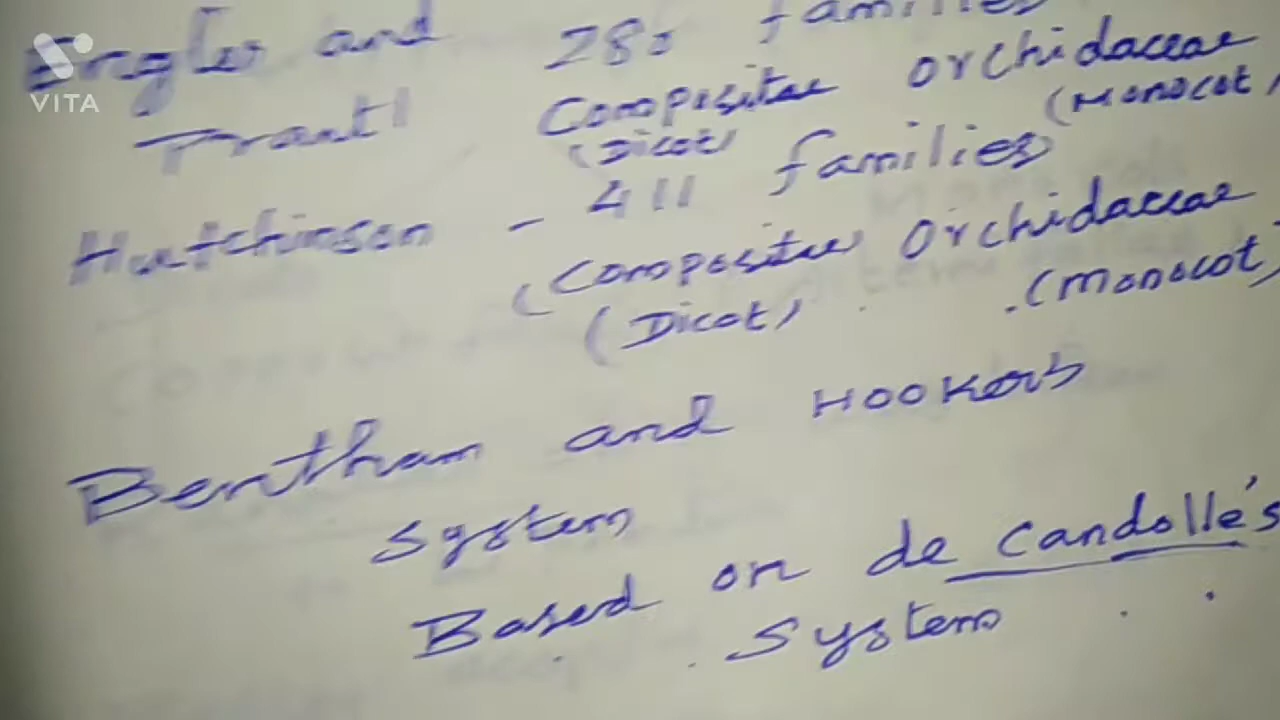 VITA
Engler and 280 families
Prantl Compositae Orchidaceae
(Dicot) (Monocot)
Hutchinson - 411 families
(Compositae Orchidaceae
(Dicot) (Monocot)
Bentham and Hookers
System
Based on de Candolle's
System